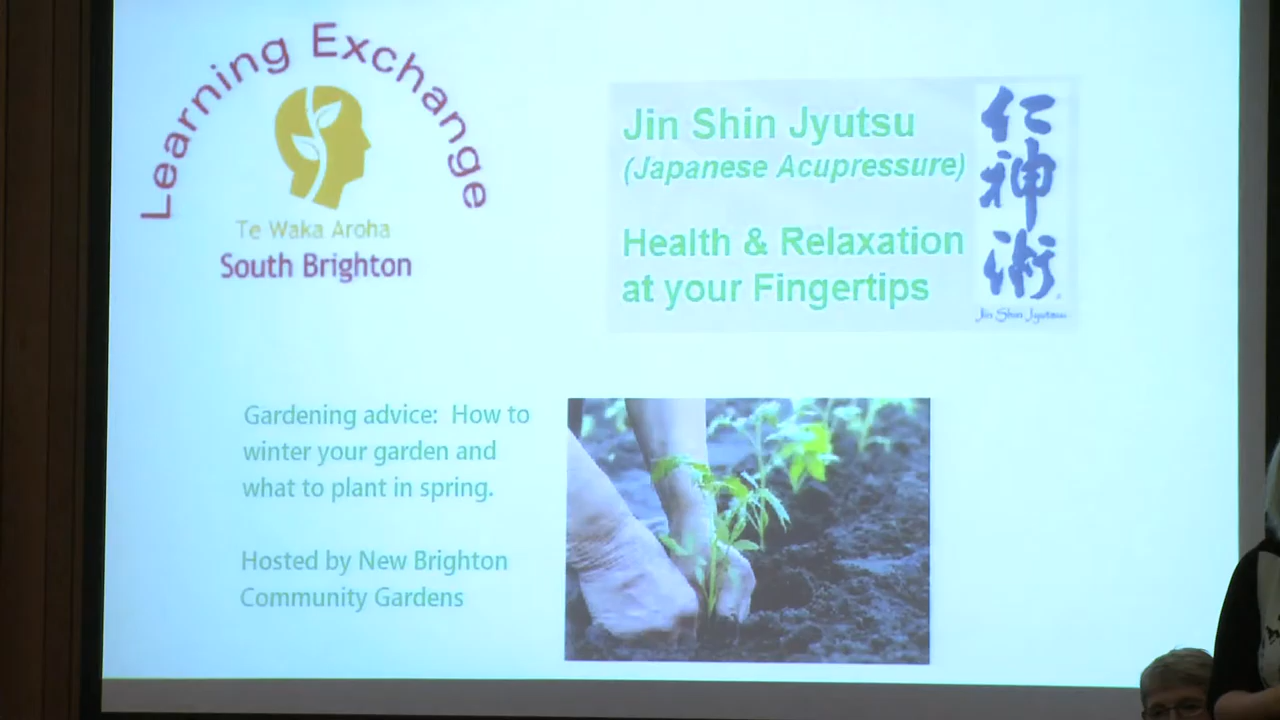 Learning Exchange
Te Waka Aroha
South Brighton
Jin Shin Jyutsu
(Japanese Acupressure)
Health & Relaxation
at your Fingertips
仁
神
術
Jin Shin Jyutsu
Gardening advice: How to
winter your garden and
what to plant in spring.
Hosted by New Brighton
Community Gardens